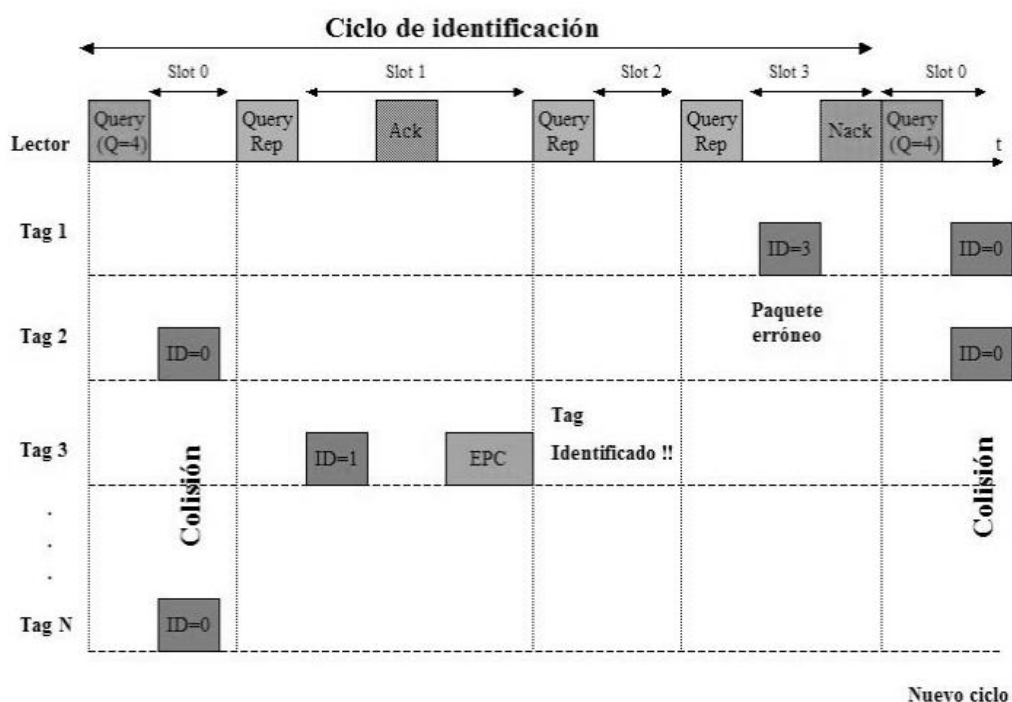 Ciclo de identificación
Slot 0 Slot 1 Slot 2 Slot 3 Slot 0
Lector
Query (Q=4)
Query Rep
Ack
Query Rep
Query Rep
Nack
Query (Q=4)
t
Tag 1
ID=3
ID=0
Paquete
erróneo
Tag 2
ID=0
ID=0
Tag 3
ID=1
EPC
Tag
Identificado !!
Colisión
Colisión
.
.
.
Tag N
ID=0
Nuevo ciclo